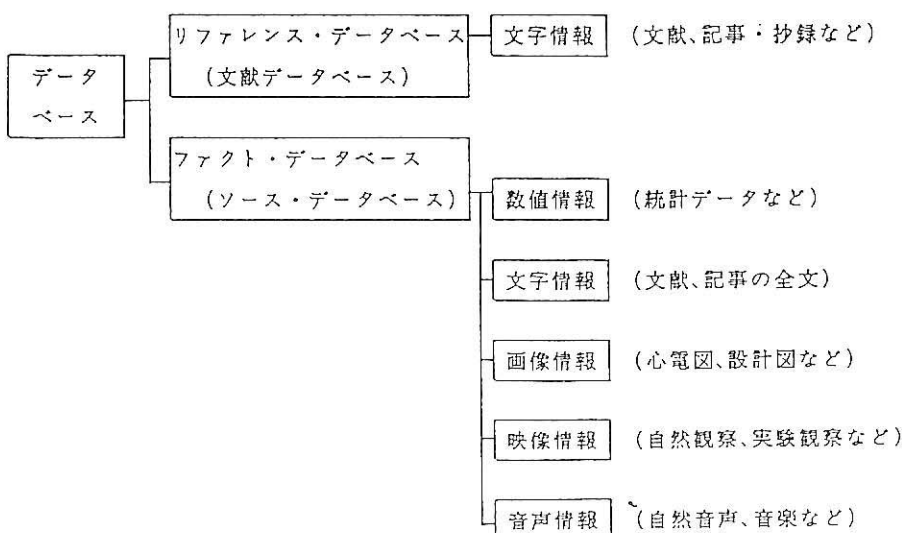 リファレンス・データベース 文字情報 (文献、記事・抄録など)
データ
ベース
(文献データベース)
ファクト・データベース
(ソース・データベース) 数値情報 (統計データなど)
文字情報 (文献、記事の全文)
画像情報 (心電図、設計図など)
映像情報 (自然観察、実験観察など)
音声情報 (自然音声、音楽など)